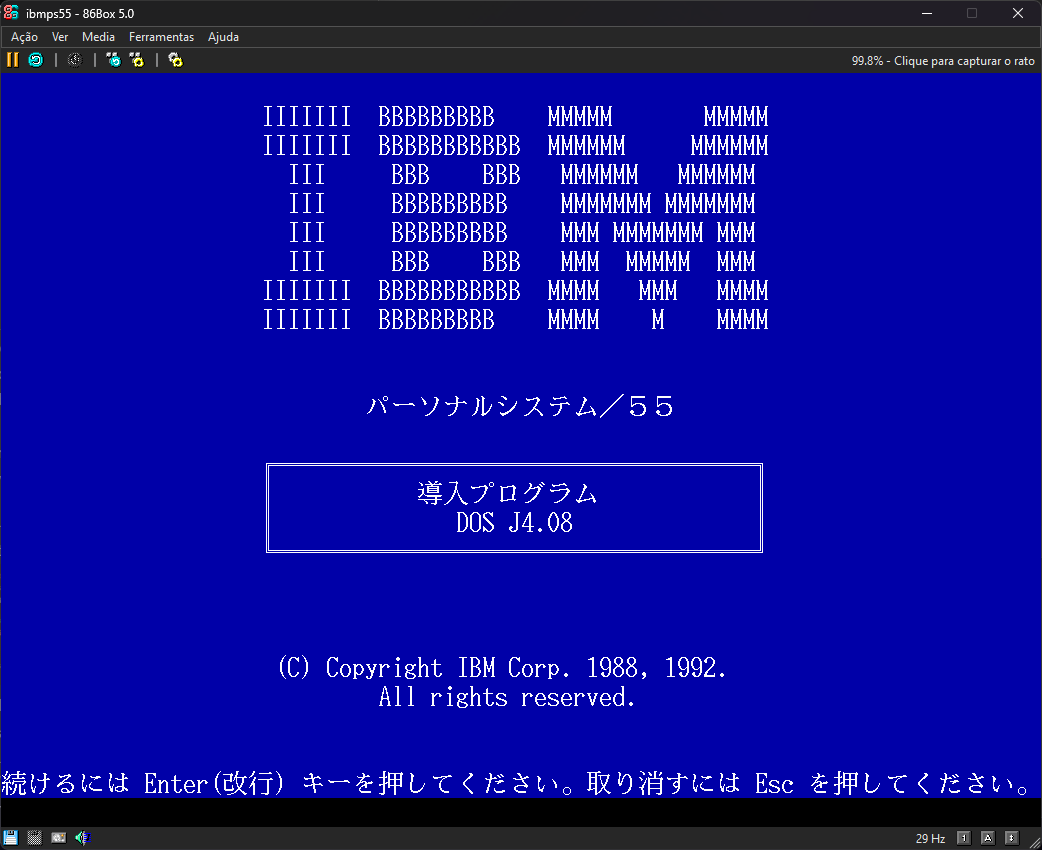 ibmps55 - 86Box 5.0
Ação Ver Media Ferramentas Ajuda
99.8% - Clique para capturar o rato
IIIIIII  BBBBBBBBB    MMMMM       MMMMM
IIIIIII  BBBBBBBBBBB  MMMMMM     MMMMMM
  III     BBB    BBB   MMMMMM   MMMMMM
  III     BBBBBBBBB    MMMMMMM MMMMMMM
  III     BBBBBBBBB    MMM MMMMMMM MMM
  III     BBB    BBB   MMM  MMMMM  MMM
IIIIIII  BBBBBBBBBBB  MMMM   MMM   MMMM
IIIIIII  BBBBBBBBB    MMMM    M    MMMM
パーソナルシステム／５５
導入プログラム
DOS J4.08
(C) Copyright IBM Corp. 1988, 1992.
All rights reserved.
続けるには Enter(改行) キーを押してください。取り消すには Esc を押してください。
29 Hz 1 A